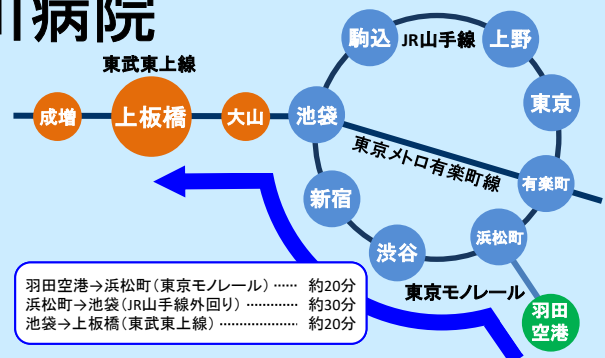 川病院
東武東上線
成増
上板橋
大山
池袋
駒込
JR山手線
上野
東京
東京メトロ有楽町線
有楽町
新宿
渋谷
浜松町
東京モノレール
羽田
空港
羽田空港→浜松町（東京モノレール）…… 約20分
浜松町→池袋（JR山手線外回り）………… 約30分
池袋→上板橋（東武東上線）……………… 約20分